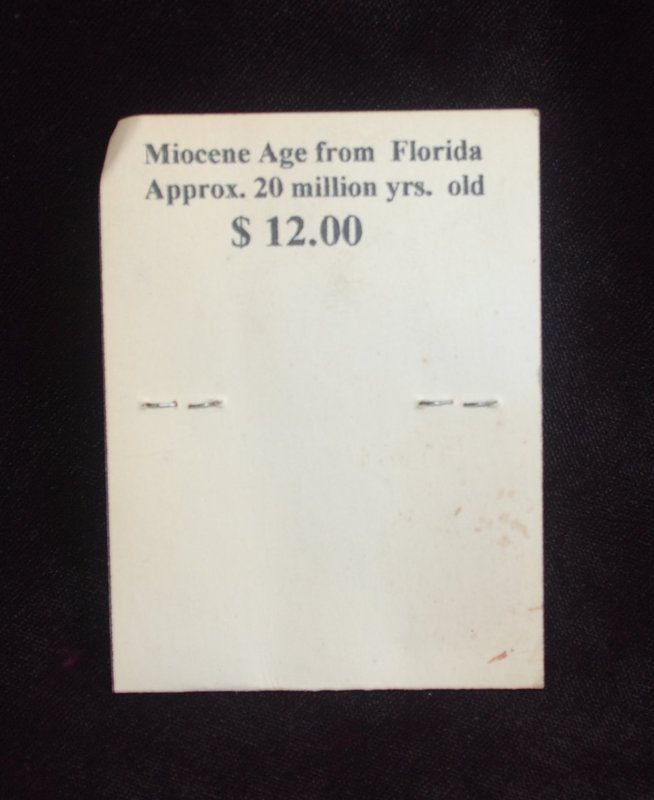 Miocene Age from Florida
Approx. 20 million yrs. old
$ 12.00